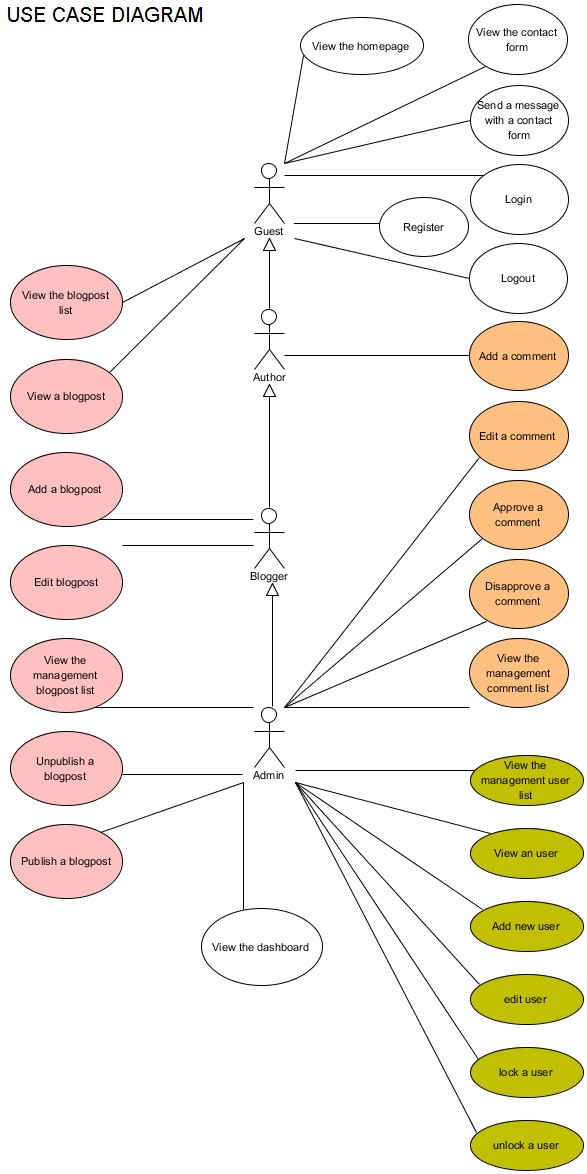 USE CASE DIAGRAM
View the homepage
View the contact
form
Send a message
with a contact
form
Login
Guest
Register
Logout
View the blogpost
list
View a blogpost
Author
Add a comment
Edit a comment
Add a blogpost
Approve a
comment
Blogger
Edit blogpost
Disapprove a
comment
View the
management
blogpost list
View the
management
comment list
Unpublish a
blogpost
Admin
View the
management user
list
Publish a blogpost
View an user
Add new user
View the dashboard
edit user
lock a user
unlock a user